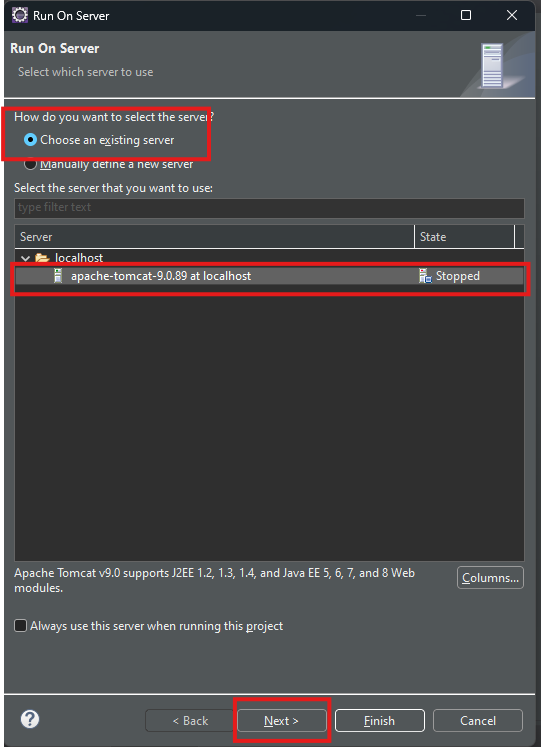 Run On Server
Run On Server
Select which server to use
How do you want to select the server?
Choose an existing server
Manually define a new server
Select the server that you want to use:
type filter text
Server State
localhost
apache-tomcat-9.0.89 at localhost Stopped
Apache Tomcat v9.0 supports J2EE 1.2, 1.3, 1.4, and Java EE 5, 6, 7, and 8 Web
modules.
Columns...
Always use this server when running this project
? < Back Next > Finish Cancel